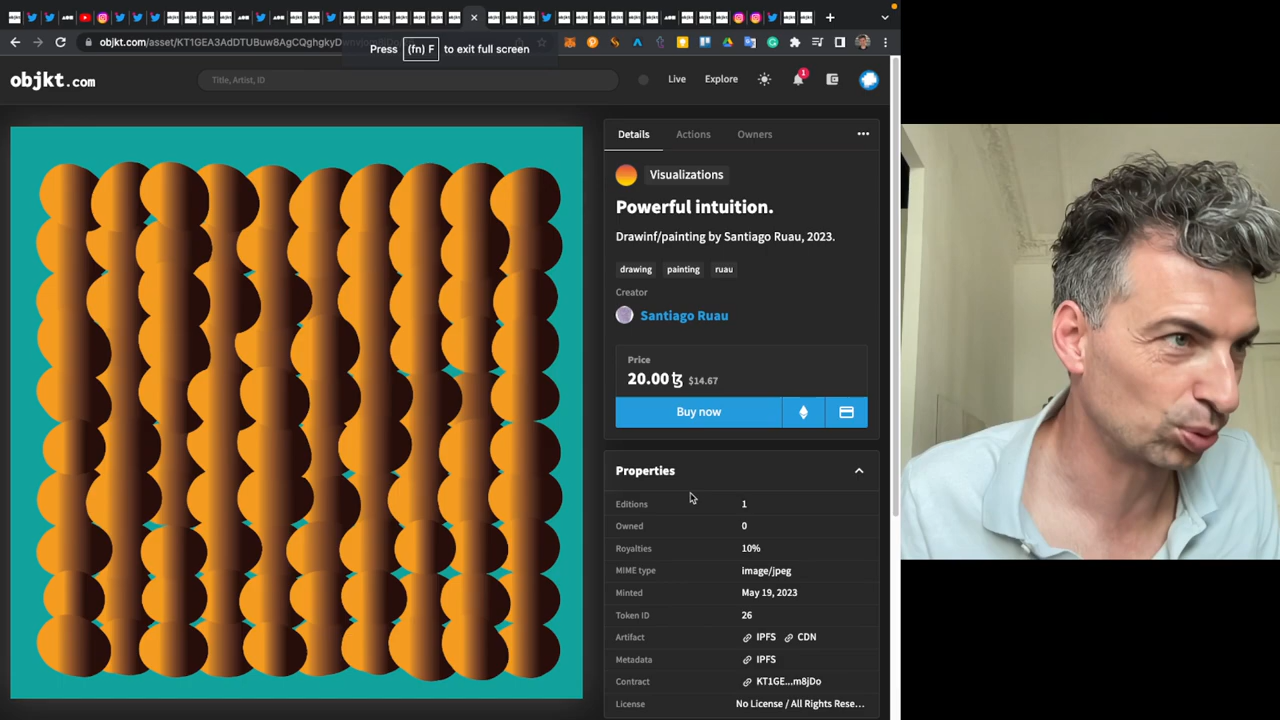 objkt.com/asset/KT1GEA3AdDTUBuw8AgCQghgkyD
Press (fn) F to exit full screen
objkt.com
Title, Artist, ID
Live
Explore
1
Details
Actions
Owners
Visualizations
Powerful intuition.
Drawinf/painting by Santiago Ruau, 2023.
drawing
painting
ruau
Creator
Santiago Ruau
Price
20.00 ꜩ $14.67
Buy now
Properties
Editions 1
Owned 0
Royalties 10%
MIME type image/jpeg
Minted May 19, 2023
Token ID 26
Artifact IPFS CDN
Metadata IPFS
Contract KT1GE...m8jDo
License No License / All Rights Rese...